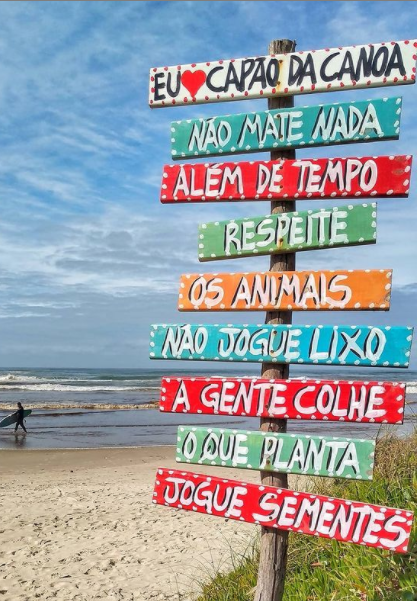 EU ❤ CAPÃO DA CANOA
NÃO MATE NADA
ALÉM DE TEMPO
RESPEITE
OS ANIMAIS
NÃO JOGUE LIXO
A GENTE COLHE
O QUE PLANTA
JOGUE SEMENTES